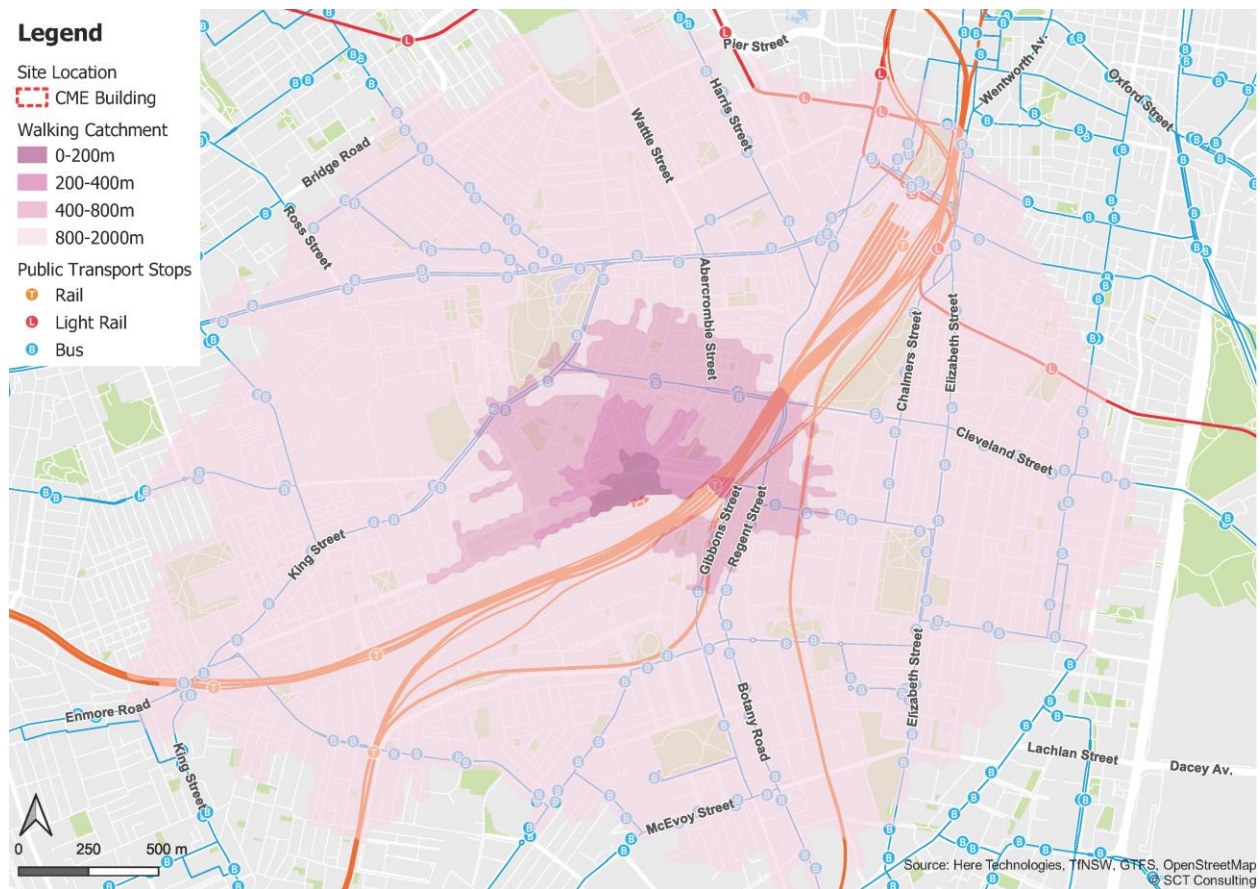 Legend
Site Location
CME Building
Walking Catchment
0-200m
200-400m
400-800m
800-2000m
Public Transport Stops
T Rail
L Light Rail
B Bus
Pier Street
Wentworth Av.
Oxford Street
Harris Street
Wattle Street
Bridge Road
Ross Street
Abercrombie Street
Chalmers Street
Elizabeth Street
Cleveland Street
King Street
Gibbons Street
Regent Street
Enmore Road
King Street
Botany Road
Elizabeth Street
Lachlan Street
Dacey Av.
McEvoy Street
0 250 500 m
Source: Here Technologies, TfNSW, GTFS, OpenStreetMap
© SCT Consulting